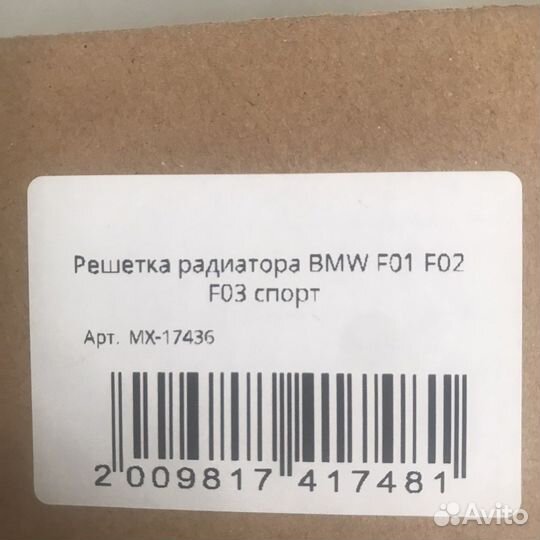 Решетка радиатора BMW F01 F02
F03 спорт
Арт. MX-17436
2 009817 417481
Avito